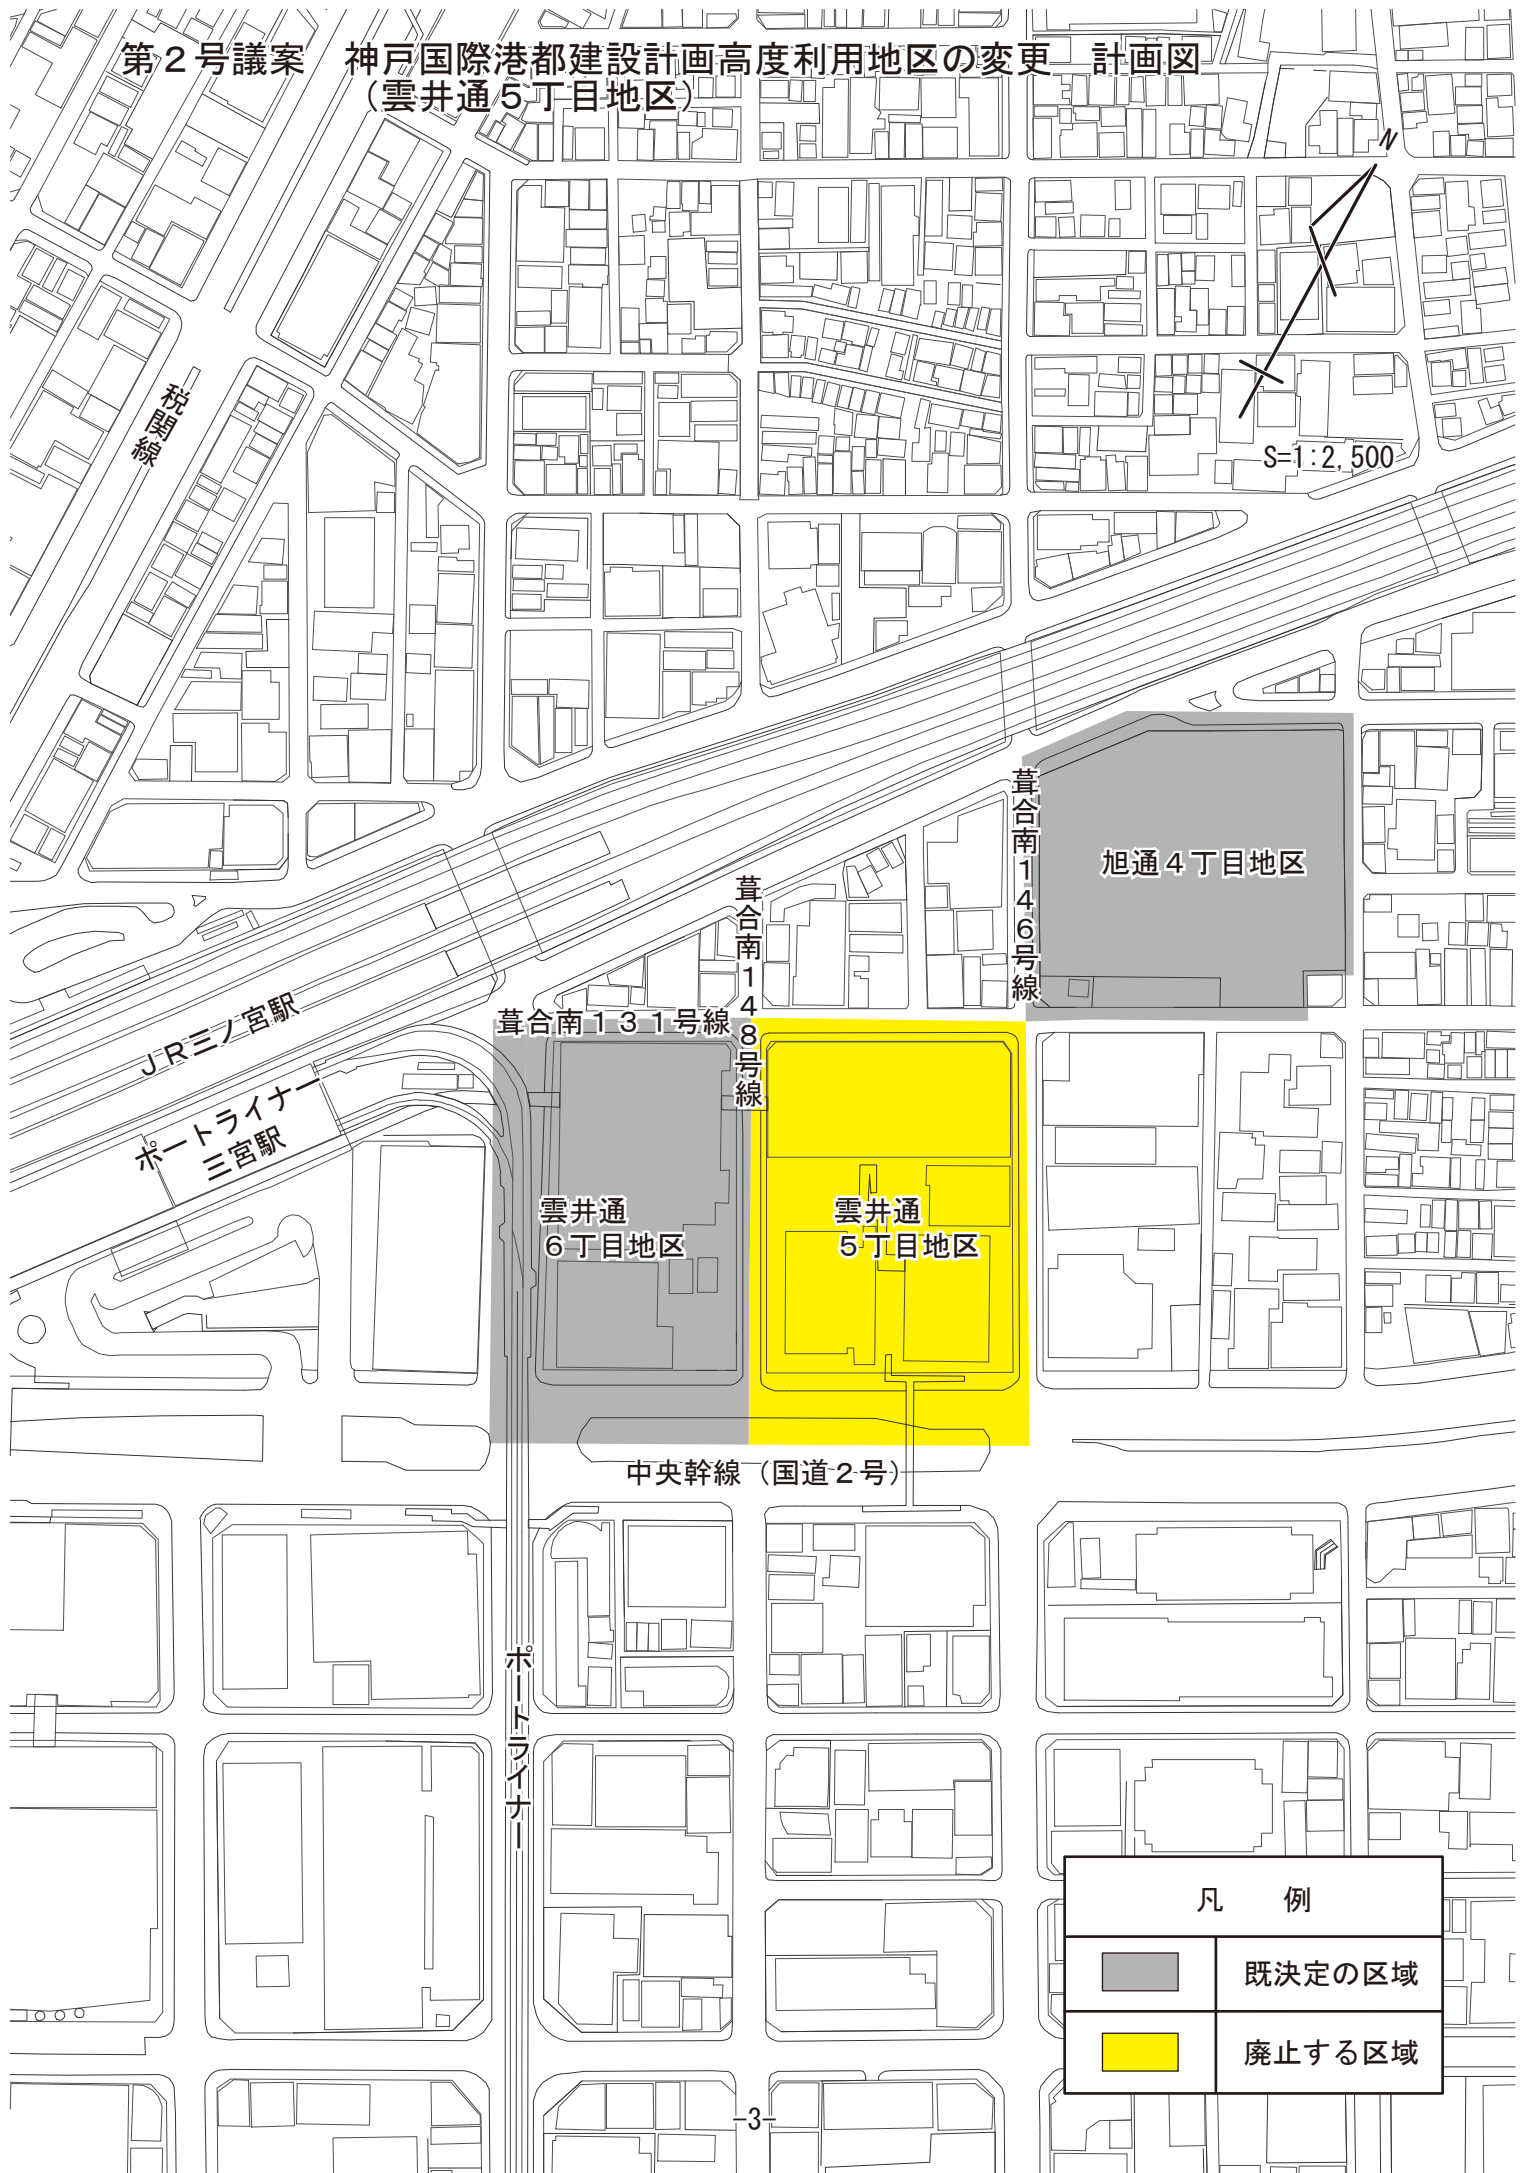 第２号議案　神戸国際港都建設計画高度利用地区の変更　計画図
（雲井通５丁目地区）
N
S=1:2,500
税関線
葺合南１４６号線
旭通４丁目地区
葺合南１４８号線
葺合南１３１号線
ＪＲ三ノ宮駅
ポートライナー
三宮駅
雲井通
６丁目地区
雲井通
５丁目地区
中央幹線（国道２号）
ポートライナー
凡　例
既決定の区域
廃止する区域
-3-